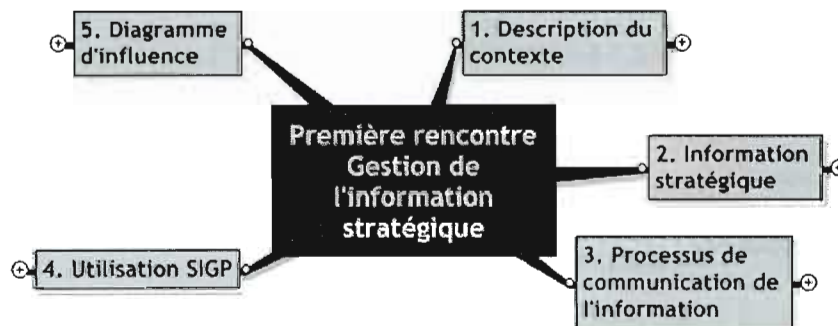 Première rencontre
Gestion de
l'information
stratégique
1. Description du
contexte
2. Information
stratégique
3. Processus de
communication de
l'information
4. Utilisation SIGP
5. Diagramme
d'influence